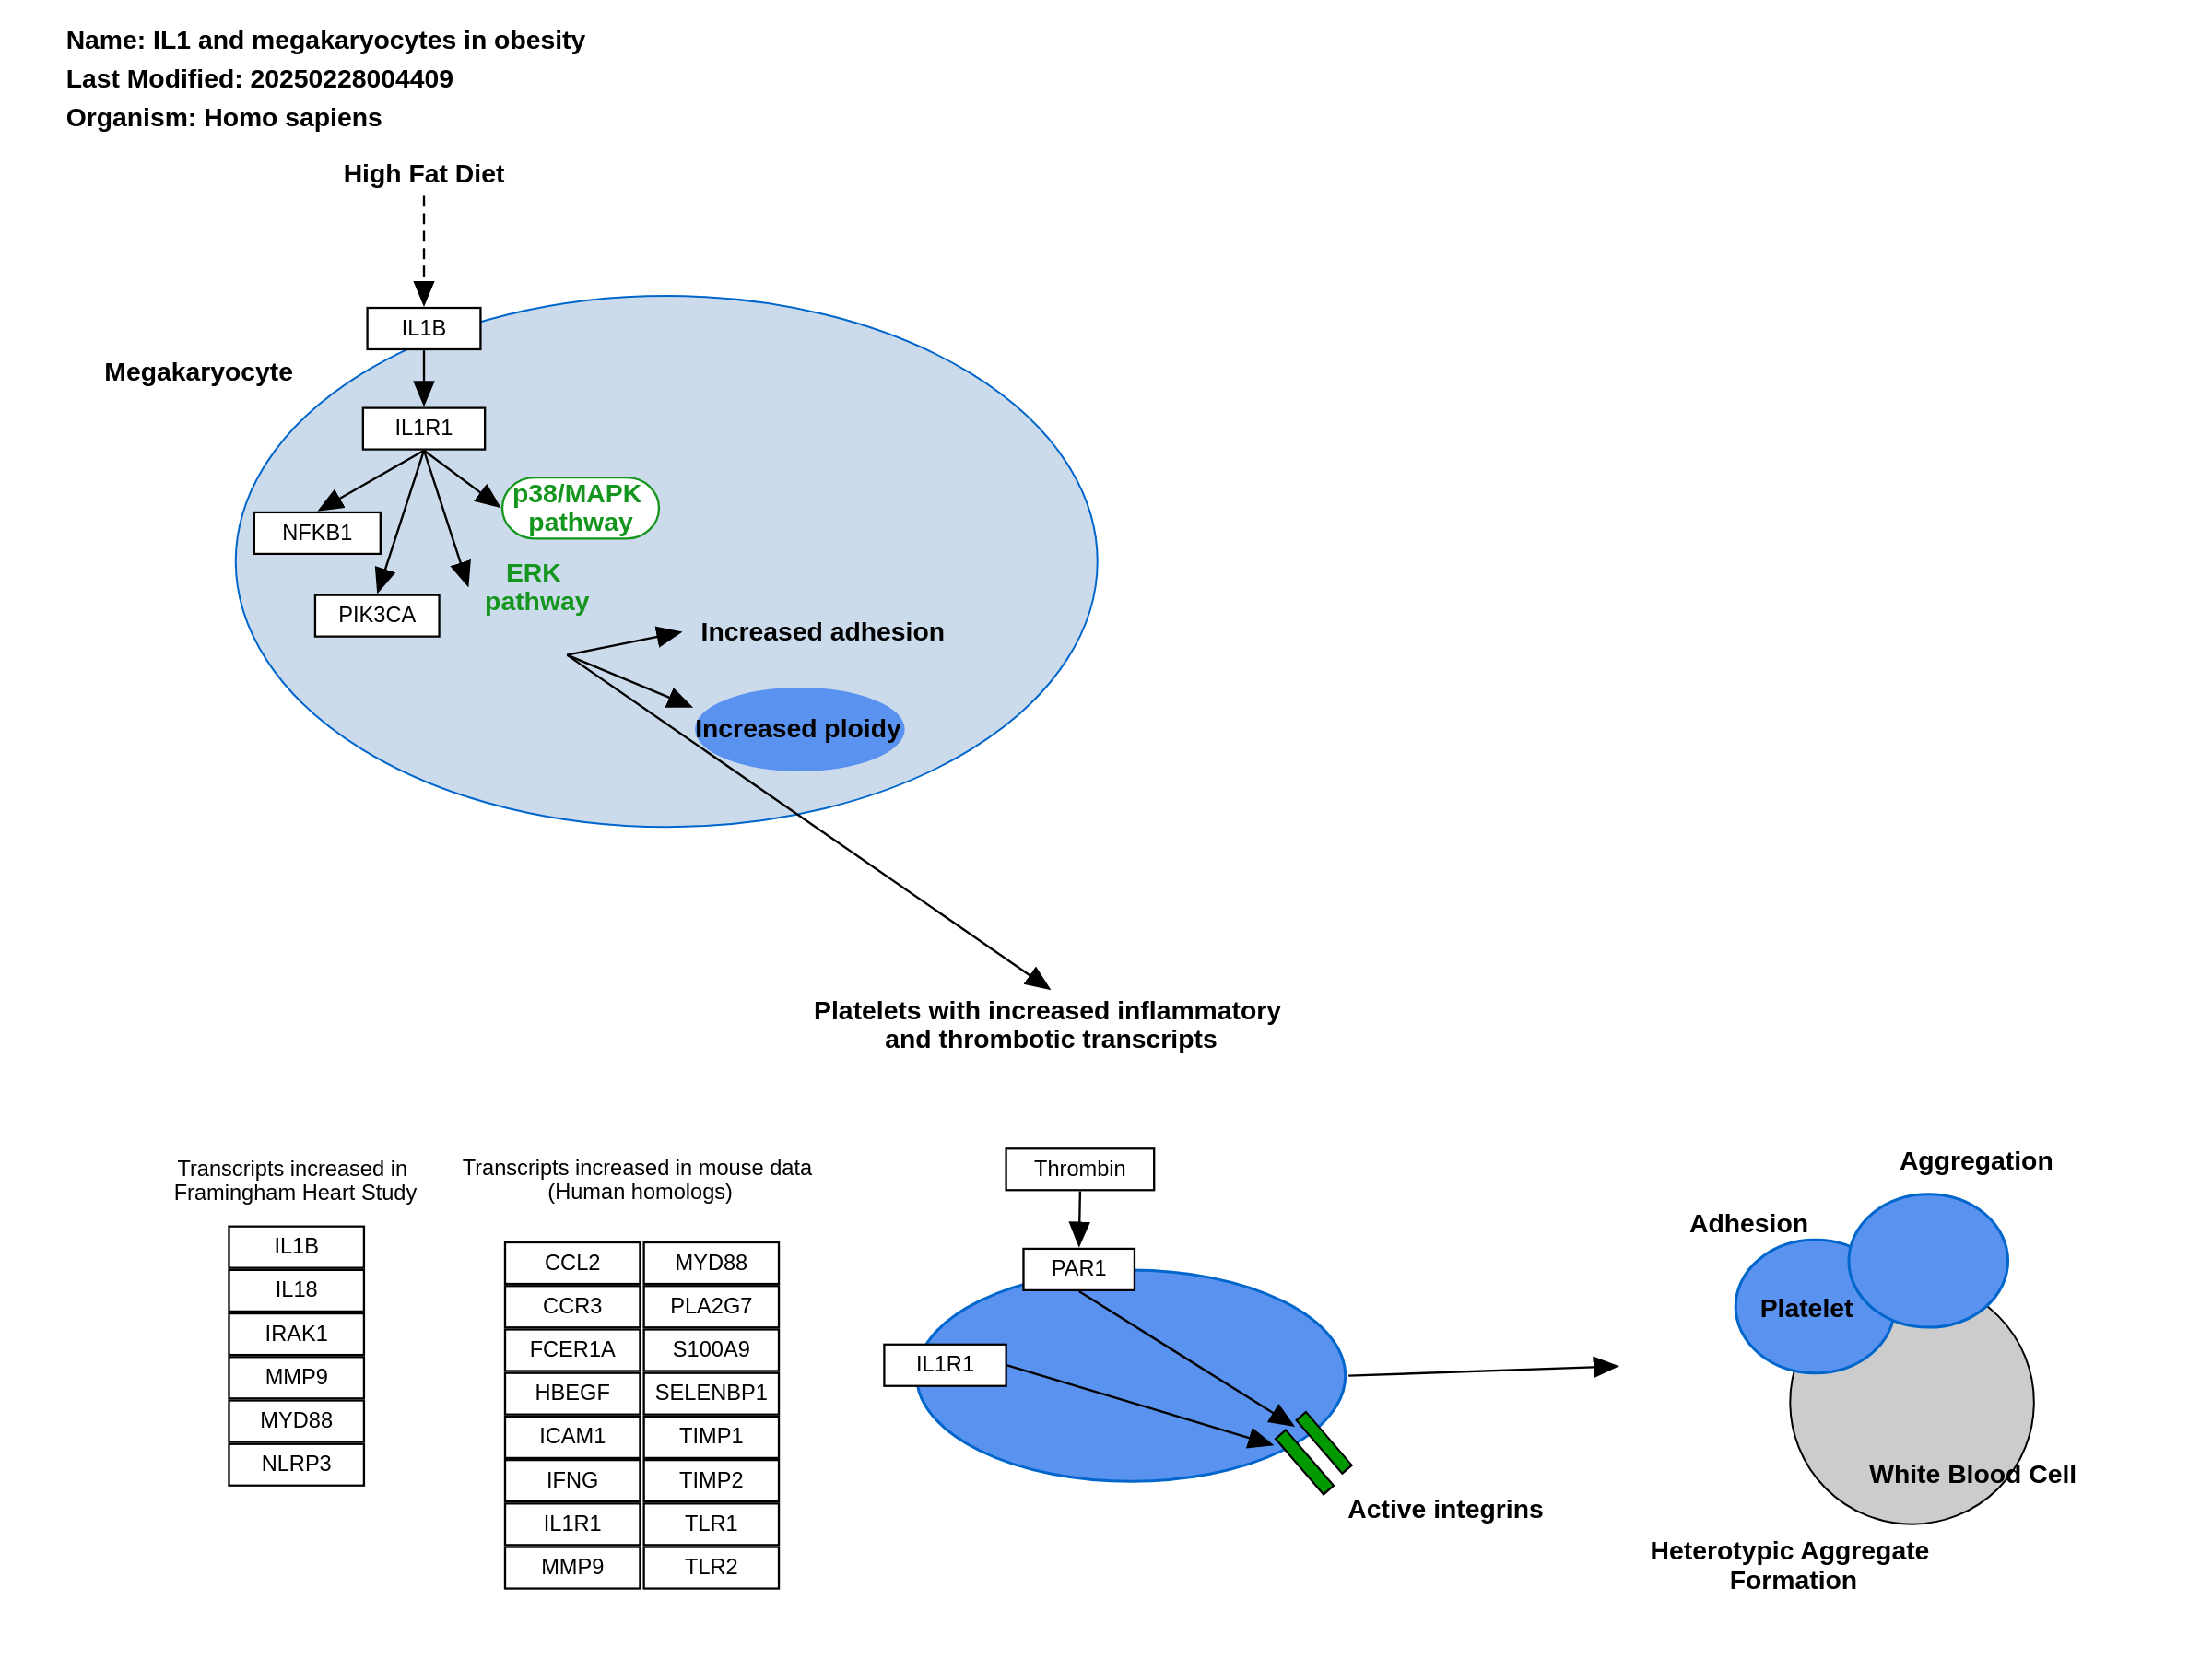 Name: IL1 and megakaryocytes in obesity
Last Modified: 20250228004409
Organism: Homo sapiens
High Fat Diet
IL1B
Megakaryocyte
IL1R1
p38/MAPK
pathway
NFKB1
ERK
pathway
PIK3CA
Increased adhesion
Increased ploidy
Platelets with increased inflammatory
and thrombotic transcripts
Transcripts increased in
Framingham Heart Study
IL1B
IL18
IRAK1
MMP9
MYD88
NLRP3
Transcripts increased in mouse data
(Human homologs)
CCL2 MYD88
CCR3 PLA2G7
FCER1A S100A9
HBEGF SELENBP1
ICAM1 TIMP1
IFNG TIMP2
IL1R1 TLR1
MMP9 TLR2
Thrombin
PAR1
IL1R1
Active integrins
Aggregation
Adhesion
Platelet
White Blood Cell
Heterotypic Aggregate
Formation